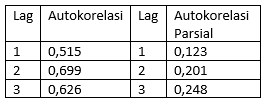 Lag Autokorelasi Lag Autokorelasi
Parsial
1 0,515 1 0,123
2 0,699 2 0,201
3 0,626 3 0,248